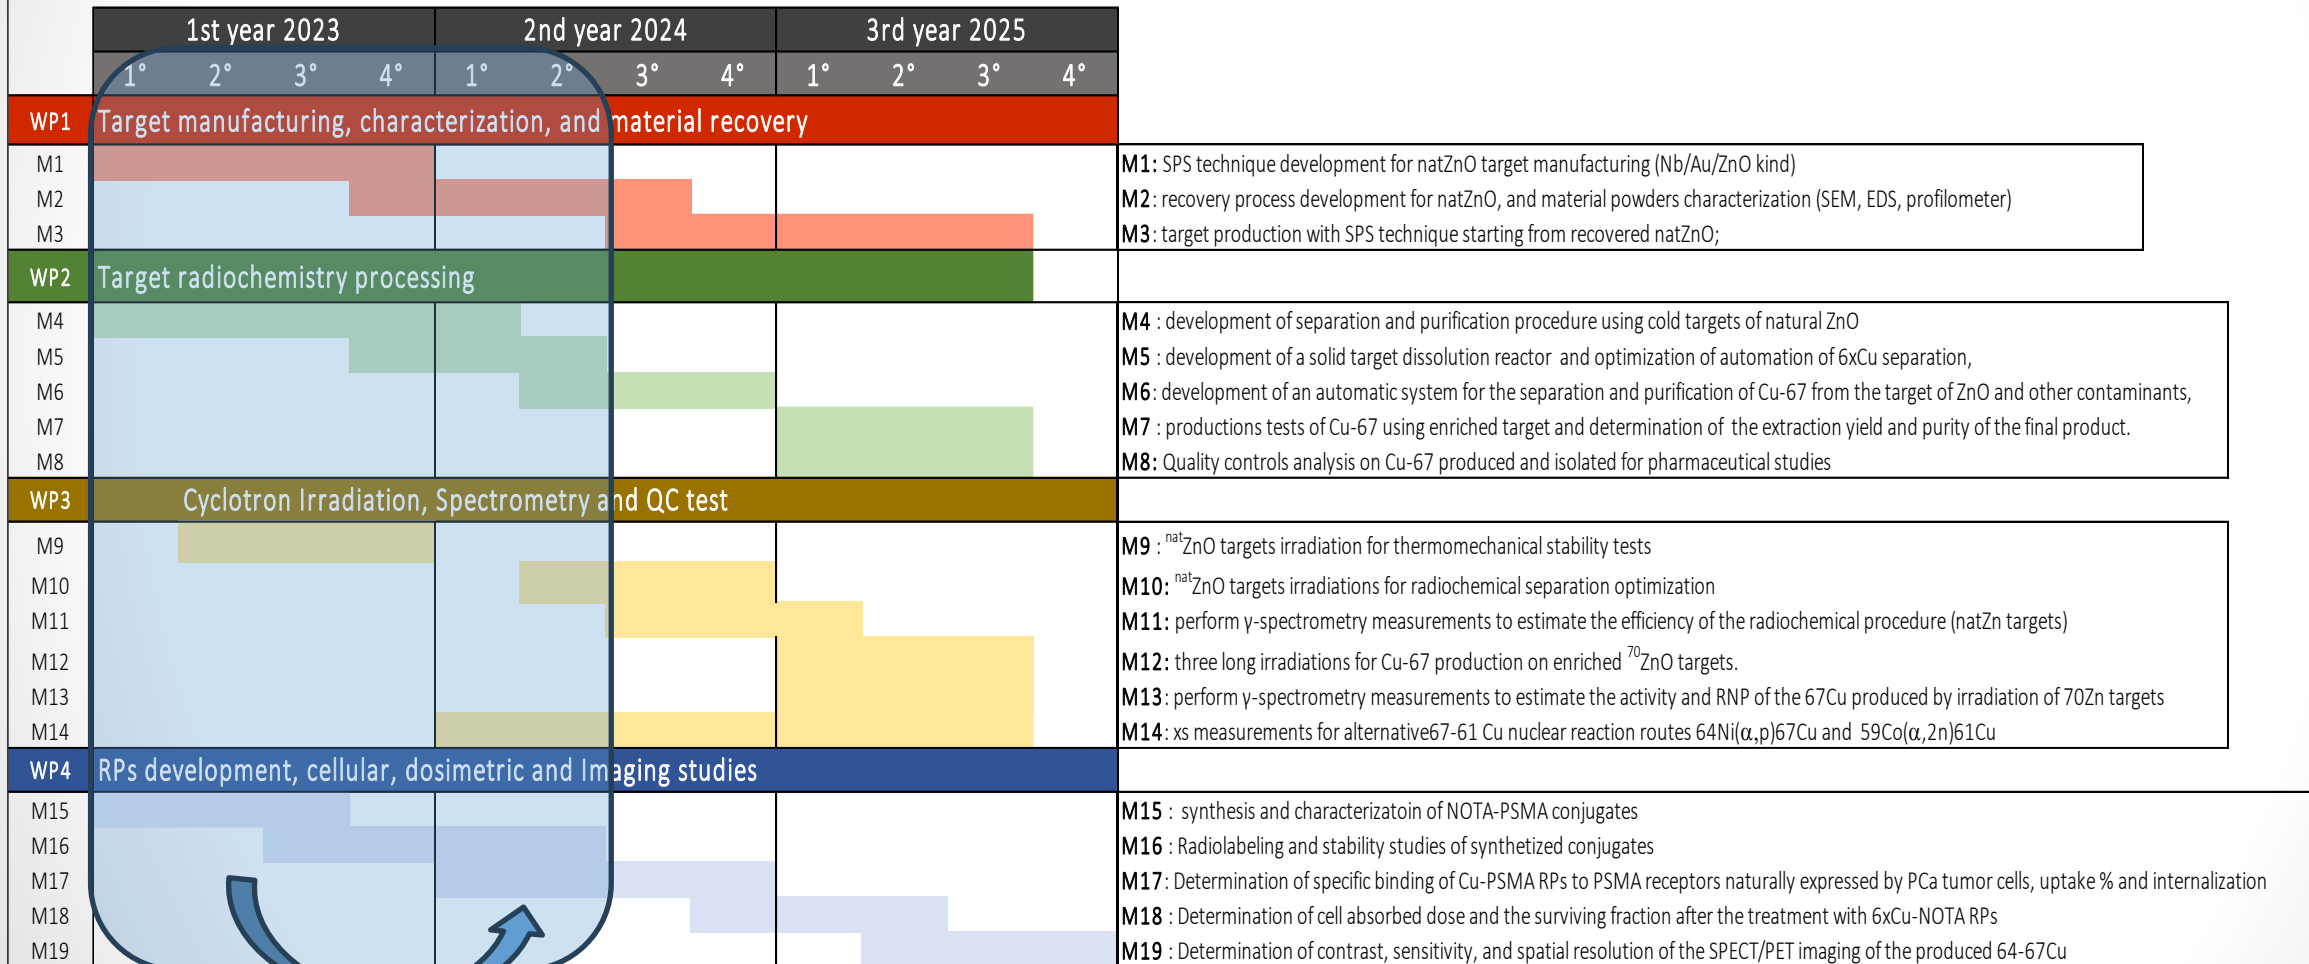 1st year 2023 2nd year 2024 3rd year 2025
1° 2° 3° 4° 1° 2° 3° 4° 1° 2° 3° 4°
WP1 Target manufacturing, characterization, and material recovery
M1 M1: SPS technique development for natZnO target manufacturing (Nb/Au/ZnO kind)
M2 M2: recovery process development for natZnO, and material powders characterization (SEM, EDS, profilometer)
M3 M3: target production with SPS technique starting from recovered natZnO;
WP2 Target radiochemistry processing
M4 M4 : development of separation and purification procedure using cold targets of natural ZnO
M5 M5 : development of a solid target dissolution reactor and optimization of automation of 6xCu separation,
M6 M6: development of an automatic system for the separation and purification of Cu-67 from the target of ZnO and other contaminants,
M7 M7 : productions tests of Cu-67 using enriched target and determination of the extraction yield and purity of the final product.
M8 M8: Quality controls analysis on Cu-67 produced and isolated for pharmaceutical studies
WP3 Cyclotron Irradiation, Spectrometry and QC test
M9 M9 : natZnO targets irradiation for thermomechanical stability tests
M10 M10: natZnO targets irradiations for radiochemical separation optimization
M11 M11: perform γ-spectrometry measurements to estimate the efficiency of the radiochemical procedure (natZn targets)
M12 M12: three long irradiations for Cu-67 production on enriched 70ZnO targets.
M13 M13: perform γ-spectrometry measurements to estimate the activity and RNP of the 67Cu produced by irradiation of 70Zn targets
M14 M14: xs measurements for alternative67-61 Cu nuclear reaction routes 64Ni(α,p)67Cu and 59Co(α,2n)61Cu
WP4 RPs development, cellular, dosimetric and Imaging studies
M15 M15 : synthesis and characterizatoin of NOTA-PSMA conjugates
M16 M16 : Radiolabeling and stability studies of synthetized conjugates
M17 M17: Determination of specific binding of Cu-PSMA RPs to PSMA receptors naturally expressed by PCa tumor cells, uptake % and internalization
M18 M18 : Determination of cell absorbed dose and the surviving fraction after the treatment with 6xCu-NOTA RPs
M19 M19 : Determination of contrast, sensitivity, and spatial resolution of the SPECT/PET imaging of the produced 64-67Cu